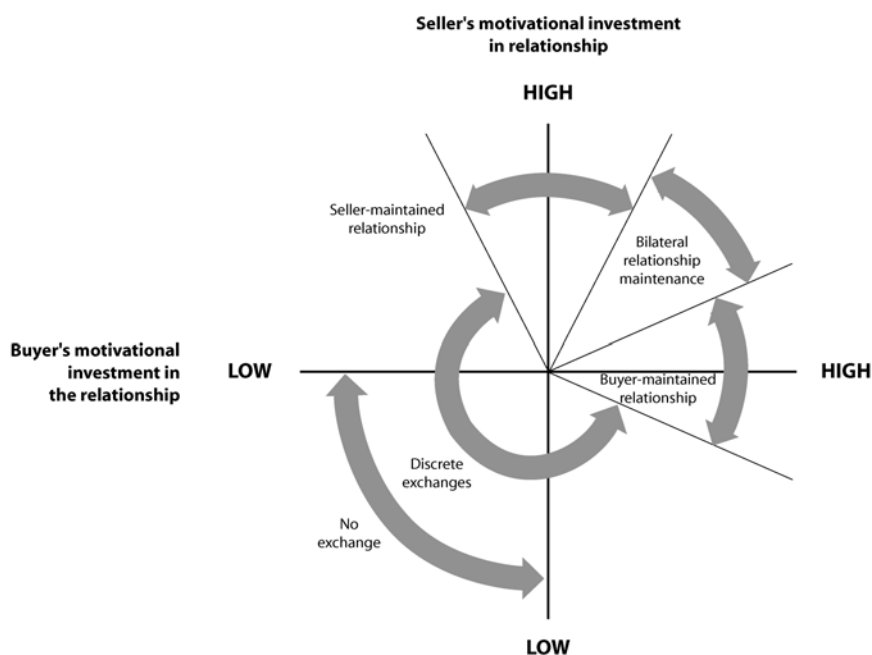 Seller's motivational investment
in relationship
HIGH
Seller-maintained
relationship
Bilateral
relationship
maintenance
Buyer's motivational
investment in
the relationship
LOW
Buyer-maintained
relationship
HIGH
Discrete
exchanges
No
exchange
LOW